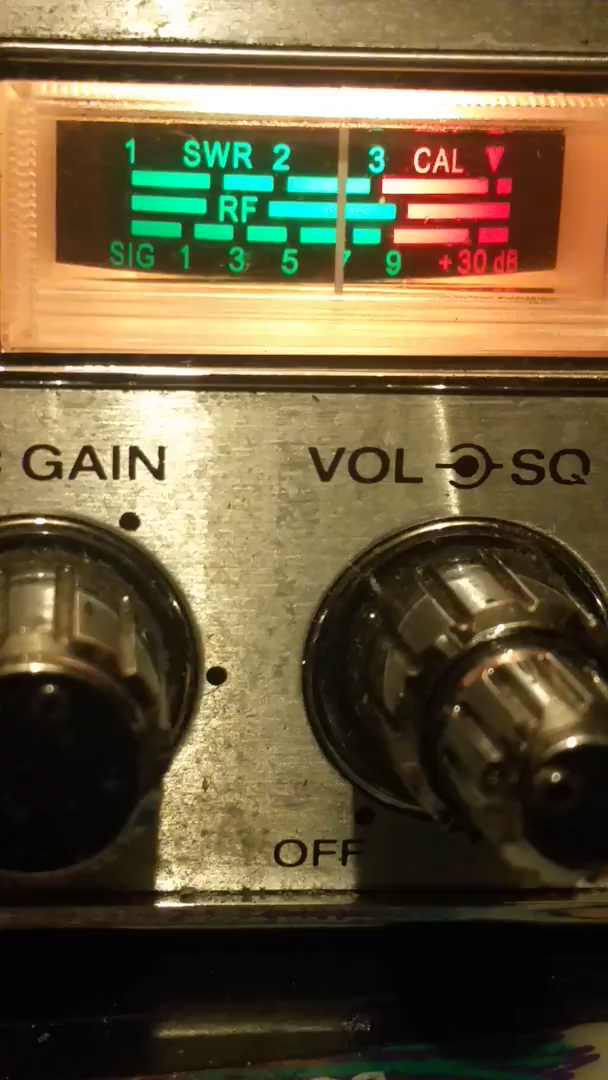 1 SWR 2 3 CAL
RF
SIG 1 3 5 7 9 +30 dB
GAIN VOL SQ
OFF